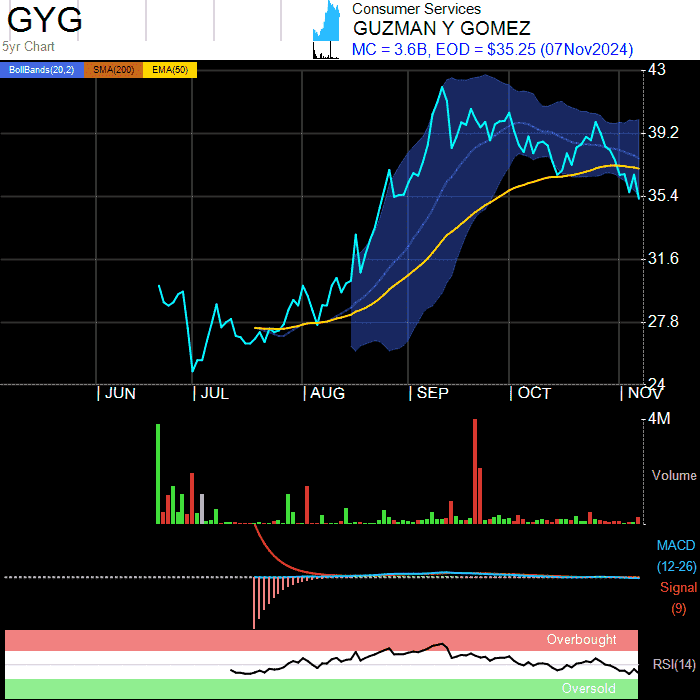 GYG
5yr Chart
Consumer Services
GUZMAN Y GOMEZ
MC = 3.6B, EOD = $35.25 (07Nov2024)
BollBands(20,2) SMA(200) EMA(50)
43
39.2
35.4
31.6
27.8
24
JUN JUL AUG SEP OCT NOV
4M
Volume
MACD
(12-26)
Signal
(9)
Overbought
RSI(14)
Oversold